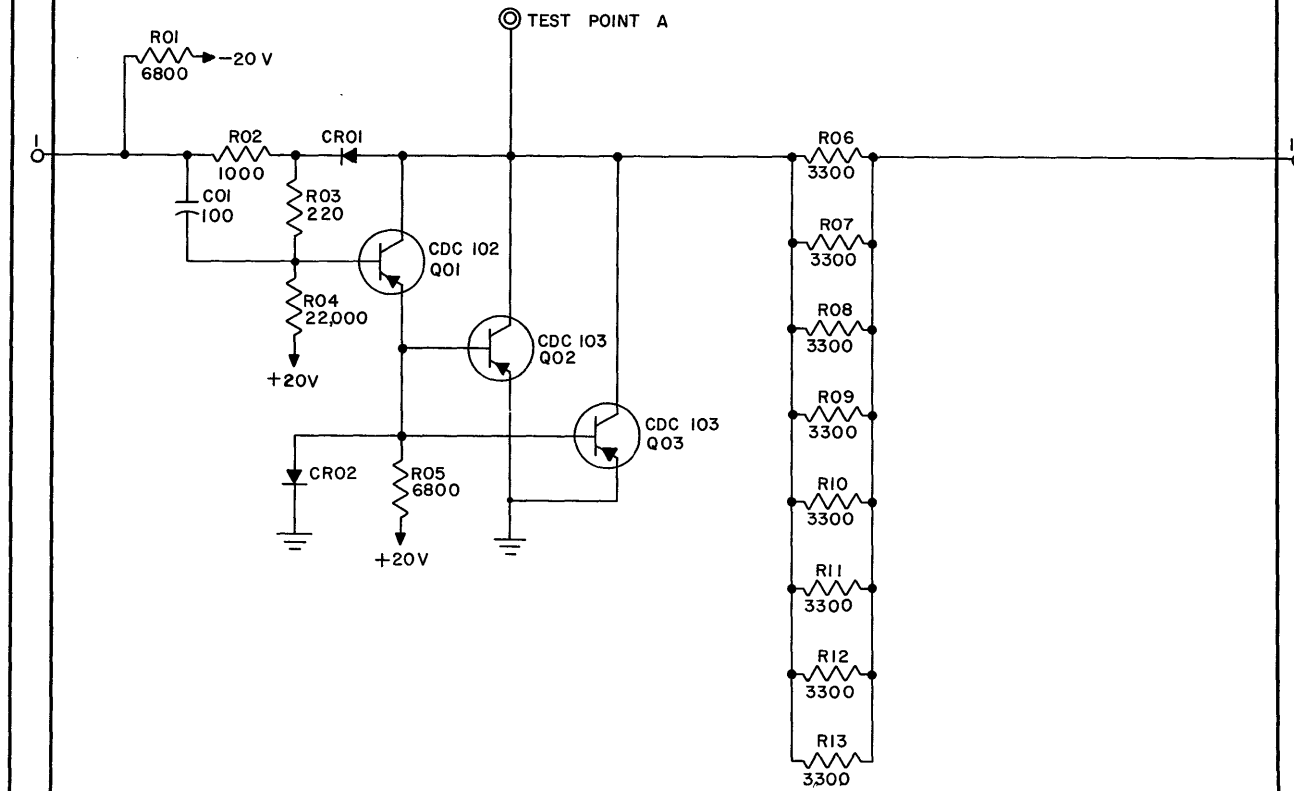 TEST POINT A
R01
6800
-20 V
1
R02
1000
CR01
R06
3300
1
C01
100
R03
220
CDC 102
Q01
R07
3300
R04
22,000
+20V
CDC 103
Q02
R08
3300
CDC 103
Q03
R09
3300
CR02
R05
6800
+20V
R10
3300
R11
3300
R12
3300
R13
3300